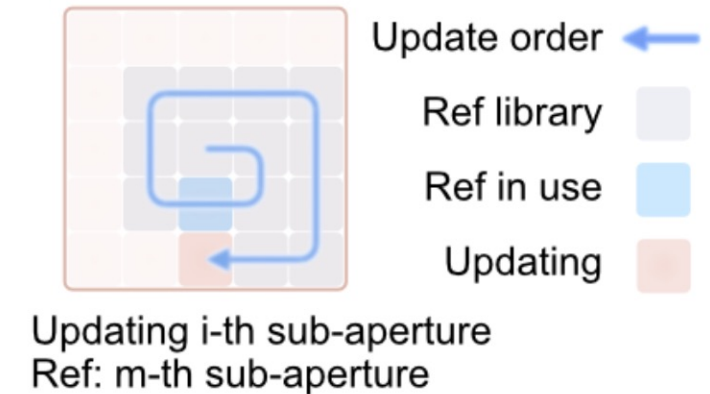 Update order
Ref library
Ref in use
Updating
Updating i-th sub-aperture
Ref: m-th sub-aperture